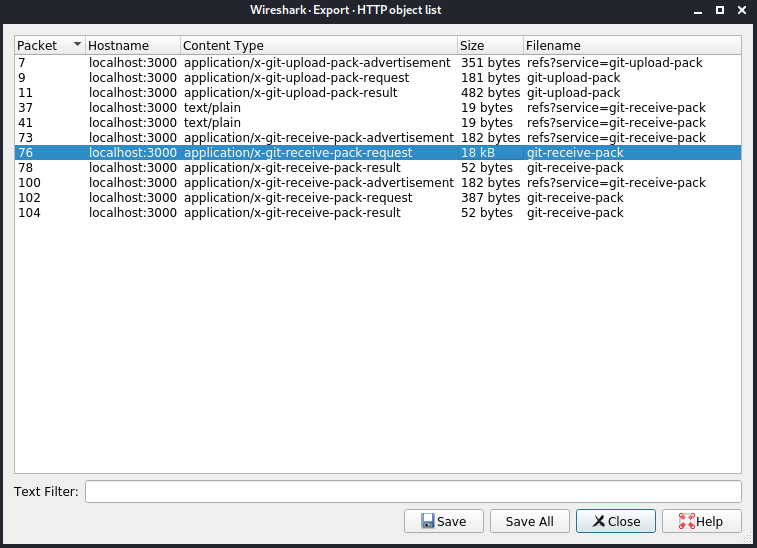 Wireshark · Export · HTTP object list
Packet Hostname Content Type Size Filename
7 localhost:3000 application/x-git-upload-pack-advertisement 351 bytes refs?service=git-upload-pack
9 localhost:3000 application/x-git-upload-pack-request 181 bytes git-upload-pack
11 localhost:3000 application/x-git-upload-pack-result 482 bytes git-upload-pack
37 localhost:3000 text/plain 19 bytes refs?service=git-receive-pack
41 localhost:3000 text/plain 19 bytes refs?service=git-receive-pack
73 localhost:3000 application/x-git-receive-pack-advertisement 182 bytes refs?service=git-receive-pack
76 localhost:3000 application/x-git-receive-pack-request 18 kB git-receive-pack
78 localhost:3000 application/x-git-receive-pack-result 52 bytes git-receive-pack
100 localhost:3000 application/x-git-receive-pack-advertisement 182 bytes refs?service=git-receive-pack
102 localhost:3000 application/x-git-receive-pack-request 387 bytes git-receive-pack
104 localhost:3000 application/x-git-receive-pack-result 52 bytes git-receive-pack
Text Filter:
Save Save All Close Help